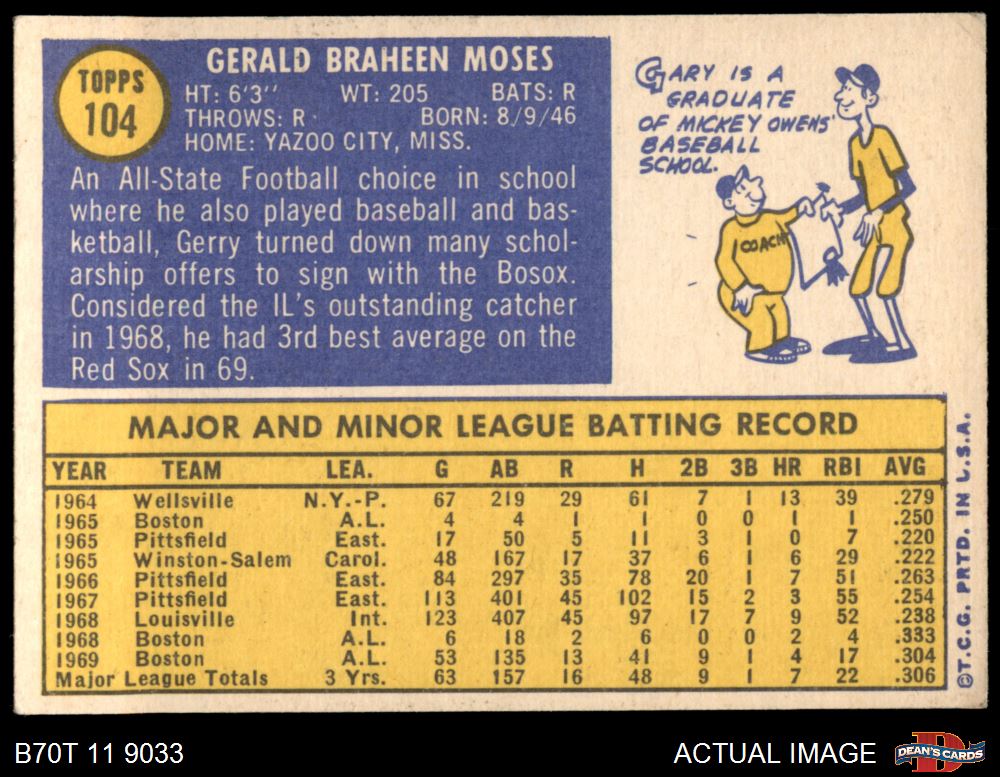 TOPPS
104
GERALD BRAHEEN MOSES
HT: 6'3'' WT: 205 BATS: R
THROWS: R BORN: 8/9/46
HOME: YAZOO CITY, MISS.
An All-State Football choice in school
where he also played baseball and bas-
ketball, Gerry turned down many schol-
arship offers to sign with the Bosox.
Considered the IL's outstanding catcher
in 1968, he had 3rd best average on the
Red Sox in 69.
GARY IS A
GRADUATE
OF MICKEY OWENS'
BASEBALL
SCHOOL.
COACH
MAJOR AND MINOR LEAGUE BATTING RECORD
YEAR TEAM LEA. G AB R H 2B 3B HR RBI AVG
1964 Wellsville N.Y.-P. 67 219 29 61 7 1 13 39 .279
1965 Boston A.L. 4 4 1 1 0 0 1 1 .250
1965 Pittsfield East. 17 50 5 11 3 1 0 7 .220
1965 Winston-Salem Carol. 48 167 17 37 6 1 6 29 .222
1966 Pittsfield East. 84 297 35 78 20 1 7 51 .263
1967 Pittsfield East. 113 401 45 102 15 2 3 55 .254
1968 Louisville Int. 123 407 45 97 17 7 9 52 .238
1968 Boston A.L. 6 18 2 6 0 0 2 4 .333
1969 Boston A.L. 53 135 13 41 9 1 4 17 .304
Major League Totals 3 Yrs. 63 157 16 48 9 1 7 22 .306
©T.C.G. PRTD. IN U.S.A.
B70T 11 9033
ACTUAL IMAGE
DEAN'S CARDS